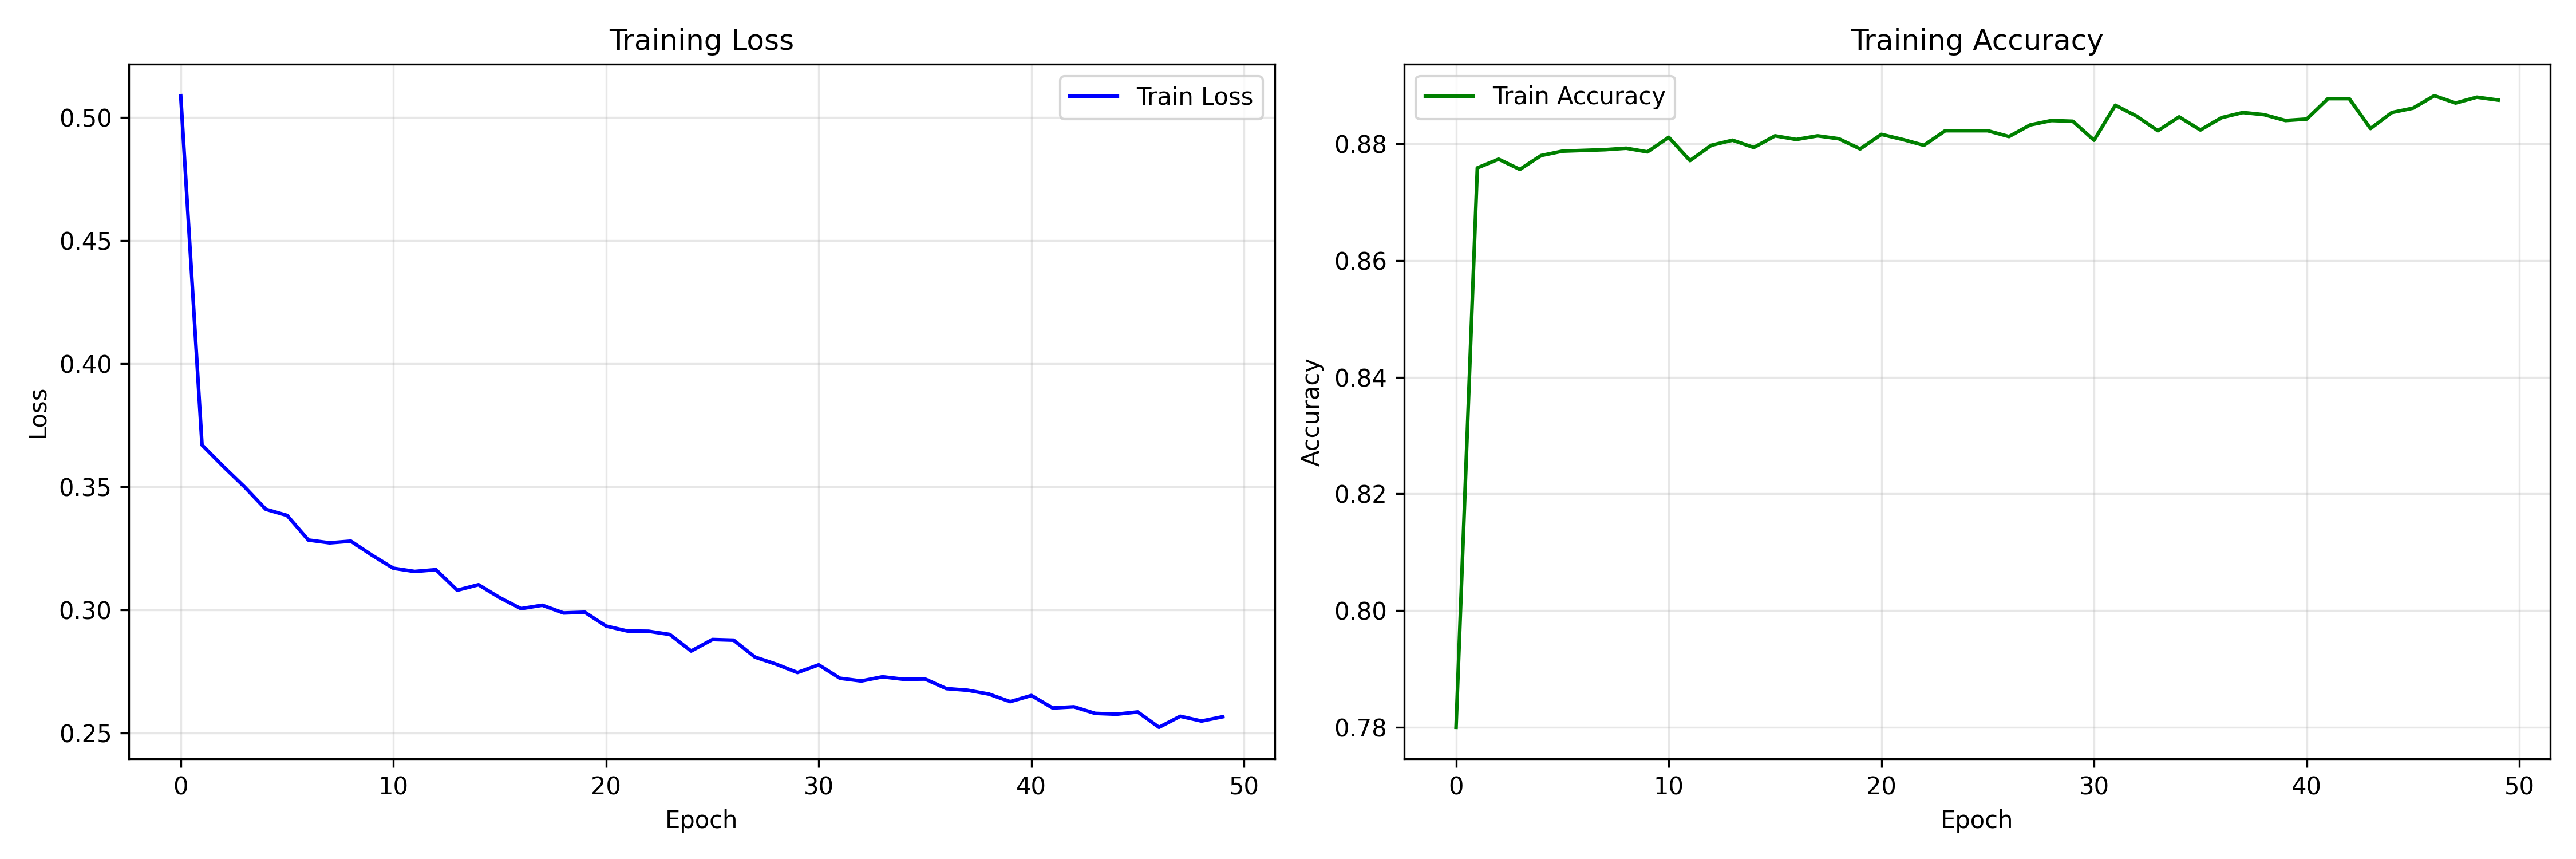 Training Loss
Train Loss
0.50
0.45
0.40
0.35
0.30
0.25
Loss
0 10 20 30 40 50
Epoch
Training Accuracy
Train Accuracy
0.88
0.86
0.84
0.82
0.80
0.78
Accuracy
0 10 20 30 40 50
Epoch